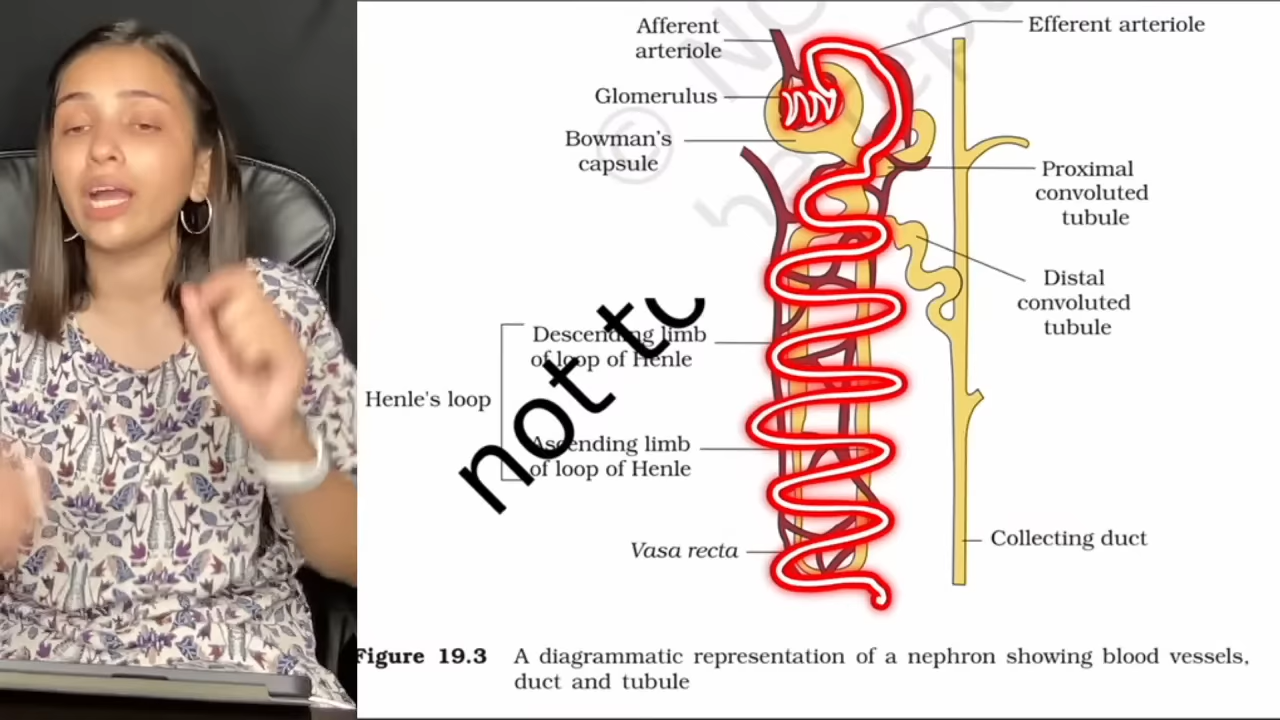 Afferent
arteriole
Efferent arteriole
Glomerulus
Bowman's
capsule
Proximal
convoluted
tubule
Distal
convoluted
tubule
Descending limb
of loop of Henle
Henle's loop
Ascending limb
of loop of Henle
not to
Vasa recta
Collecting duct
Figure 19.3 A diagrammatic representation of a nephron showing blood vessels,
duct and tubule